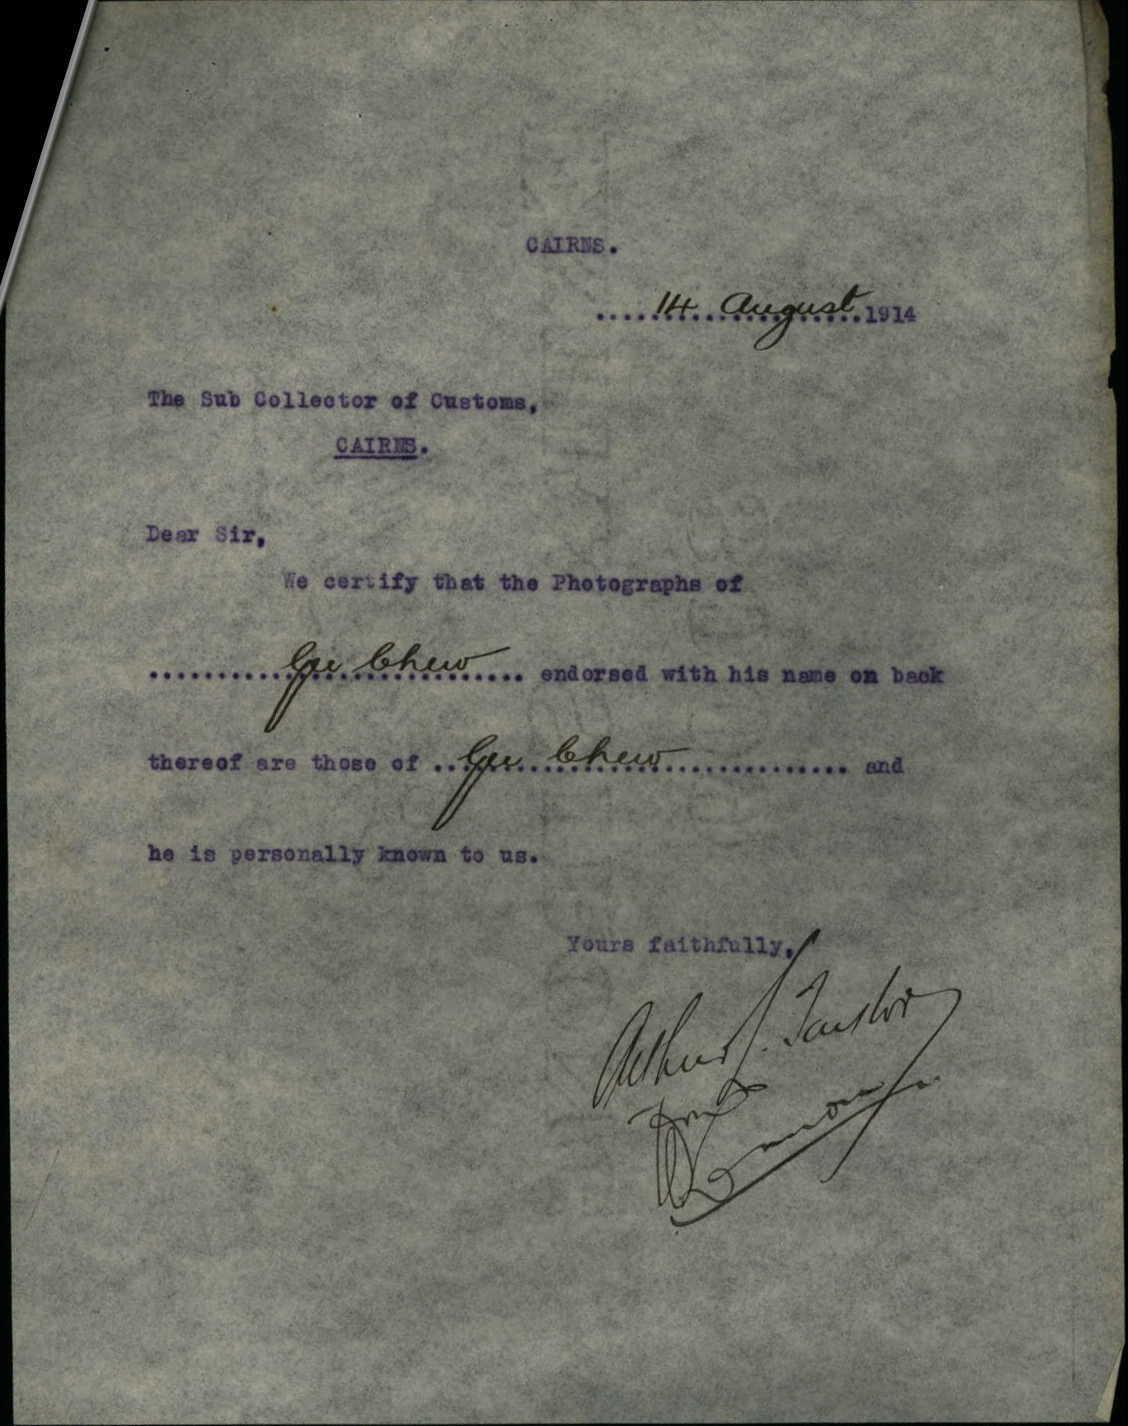 CAIRNS.
.....14 August.....1914
The Sub Collector of Customs,
CAIRNS.
Dear Sir,
We certify that the Photographs of
..........Gee Chew.......... endorsed with his name on back
thereof are those of ..Gee Chew.............. and
he is personally known to us.
Yours faithfully,
Arthur J. Taylor